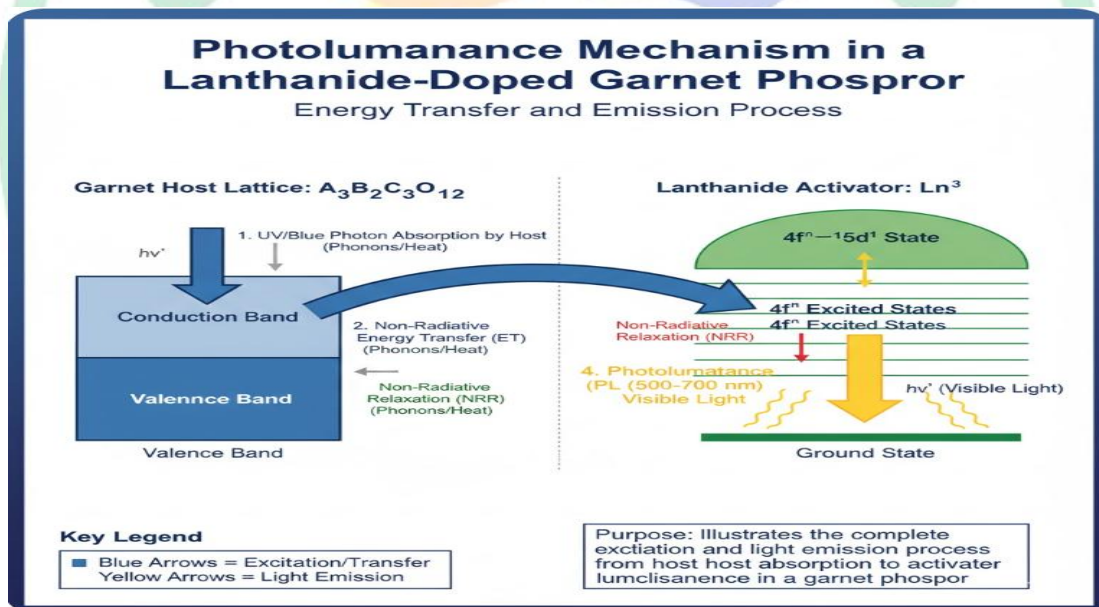 Photolumanance Mechanism in a
Lanthanide-Doped Garnet Phospror
Energy Transfer and Emission Process
Garnet Host Lattice: A₃B₂C₃O₁₂
hv'
1. UV/Blue Photon Absorption by Host
(Phonons/Heat)
Conduction Band
2. Non-Radiative
Energy Transfer (ET)
(Phonons/Heat)
Valennce Band
Non-Radiative
Relaxation (NRR)
(Phonons/Heat)
Valence Band
Lanthanide Activator: Ln³
4fⁿ–¹5d¹ State
4fⁿ Excited States
4fⁿ Excited States
Non-Radiative
Relaxation (NRR)
4. Photolumatance
(PL (500-700 nm)
Visible Light
hv' (Visible Light)
Ground State
Key Legend
Blue Arrows = Excitation/Transfer
Yellow Arrows = Light Emission
Purpose: Illustrates the complete
exctiation and light emission process
from host host absorption to activater
lumclisanence in a garnet phospor